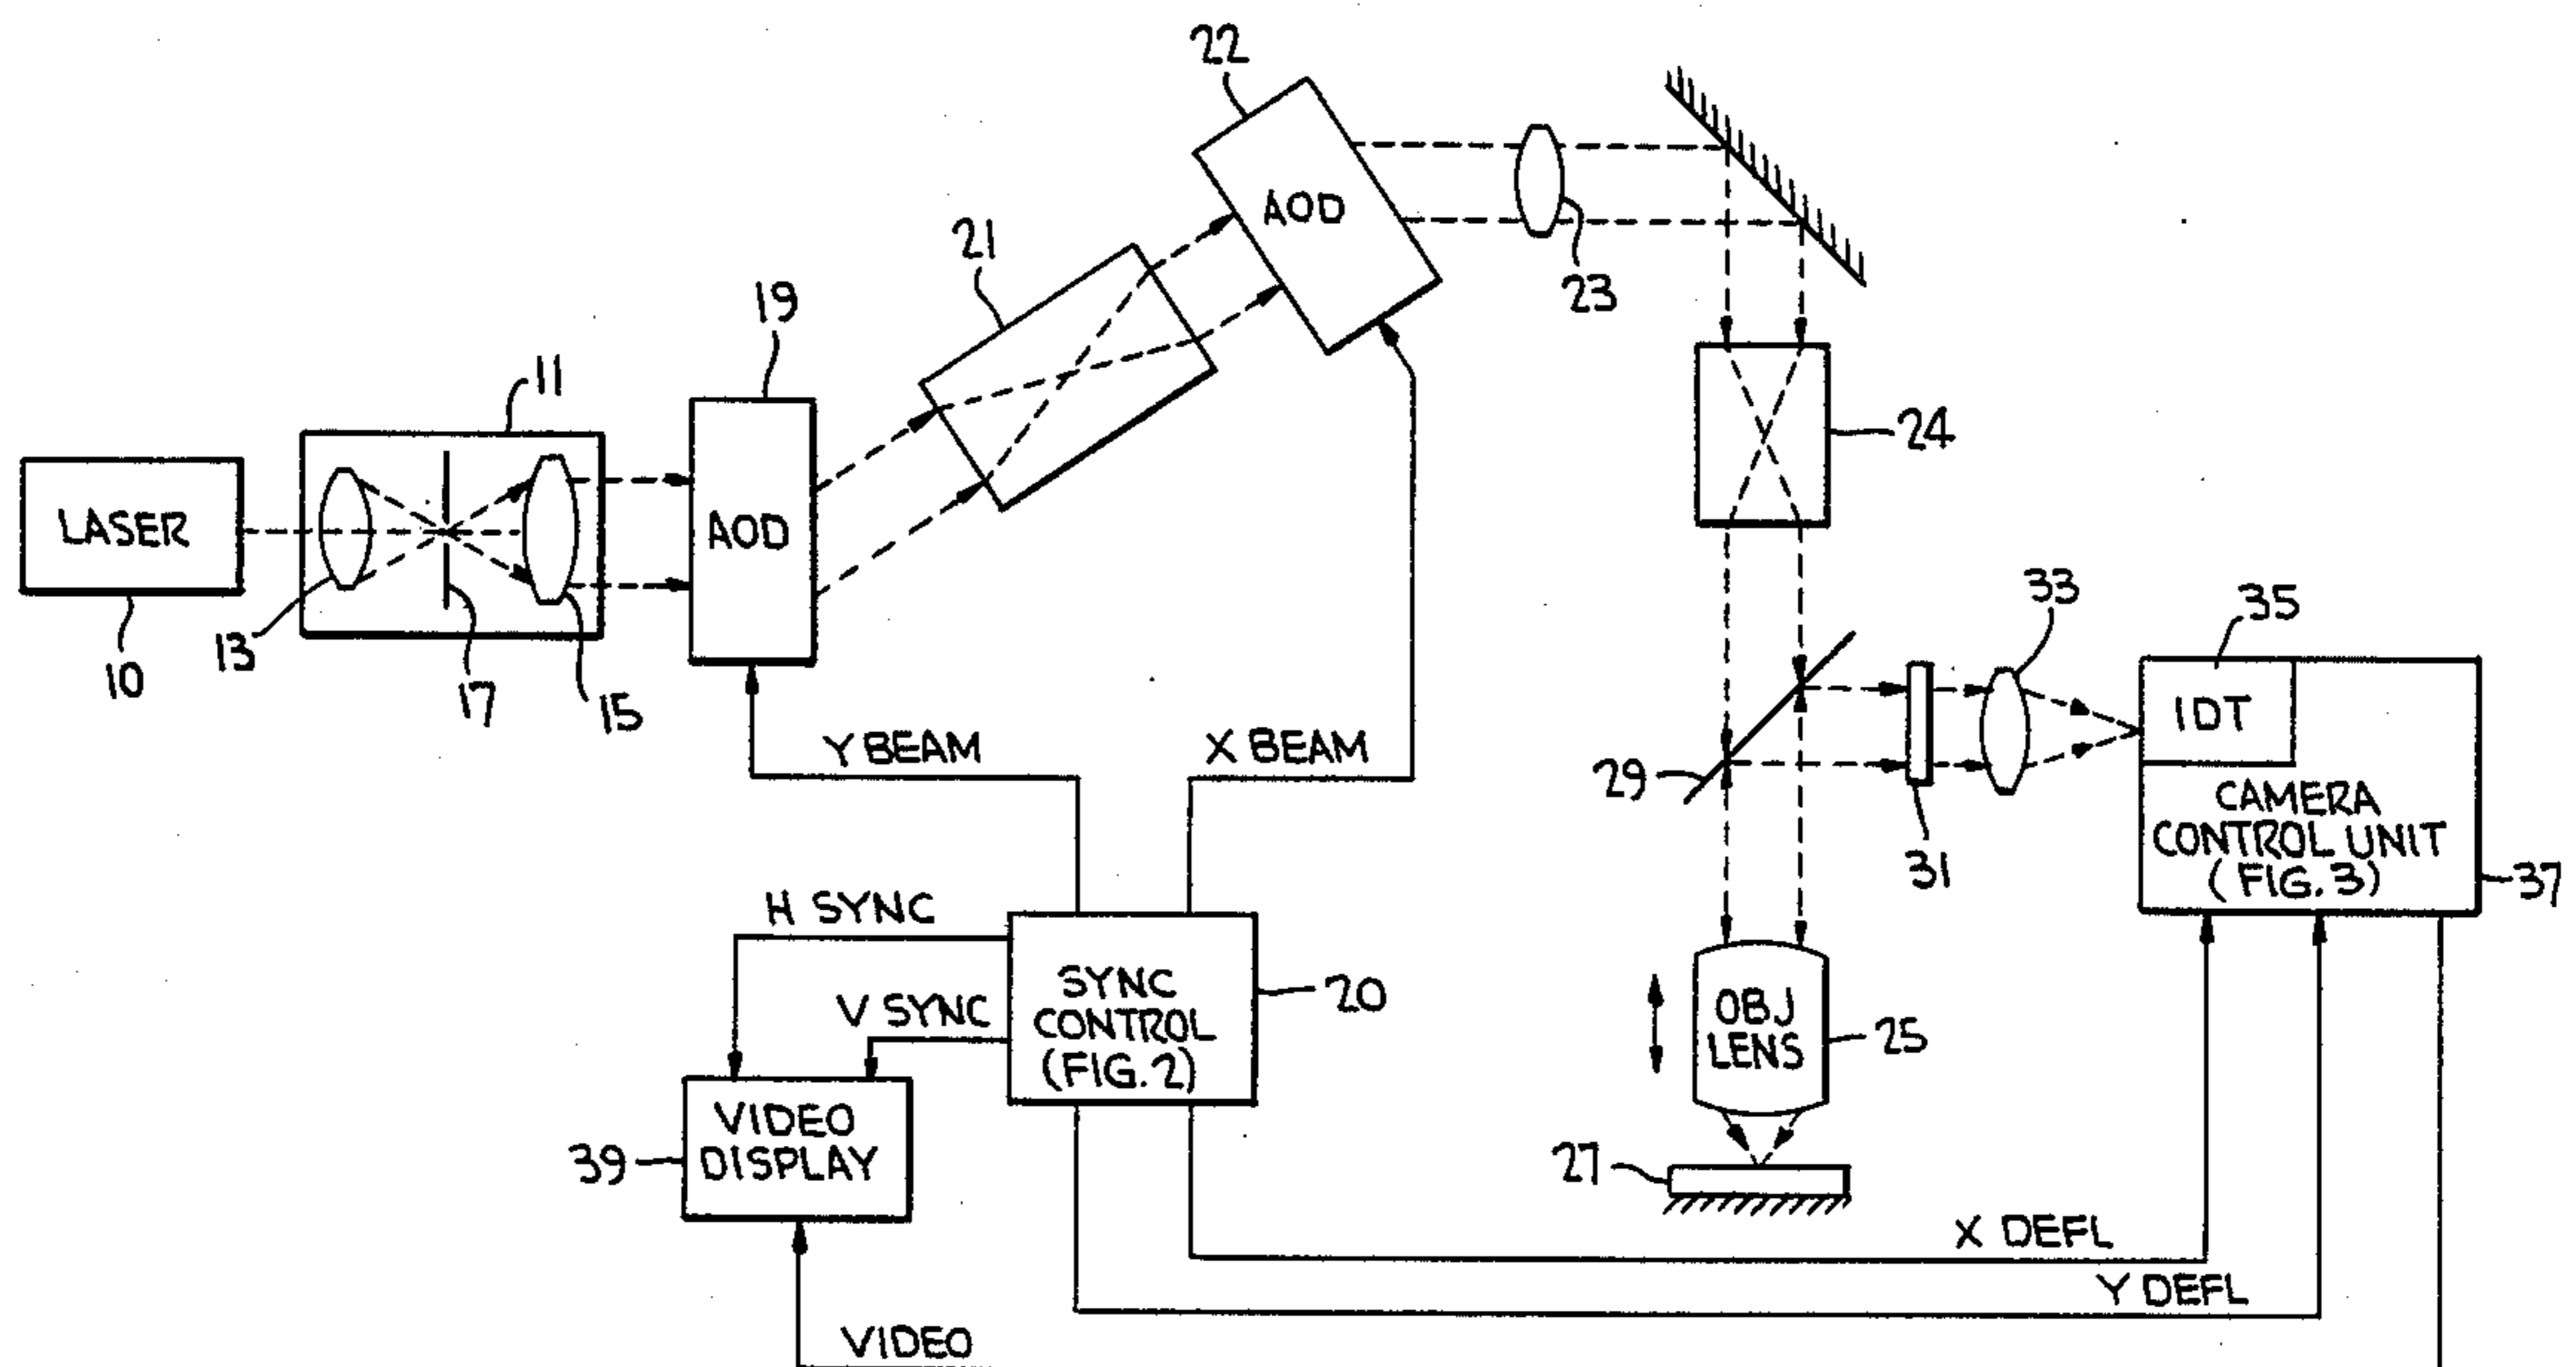 22
AOD
23
21
19
11
LASER
AOD
10
13
17
15
24
33
35
IDT
CAMERA
CONTROL UNIT
(FIG. 3)
37
29
31
Y BEAM
X BEAM
H SYNC
V SYNC
SYNC
CONTROL
(FIG. 2)
20
OBJ
LENS
25
VIDEO
DISPLAY
39
27
X DEFL
Y DEFL
VIDEO